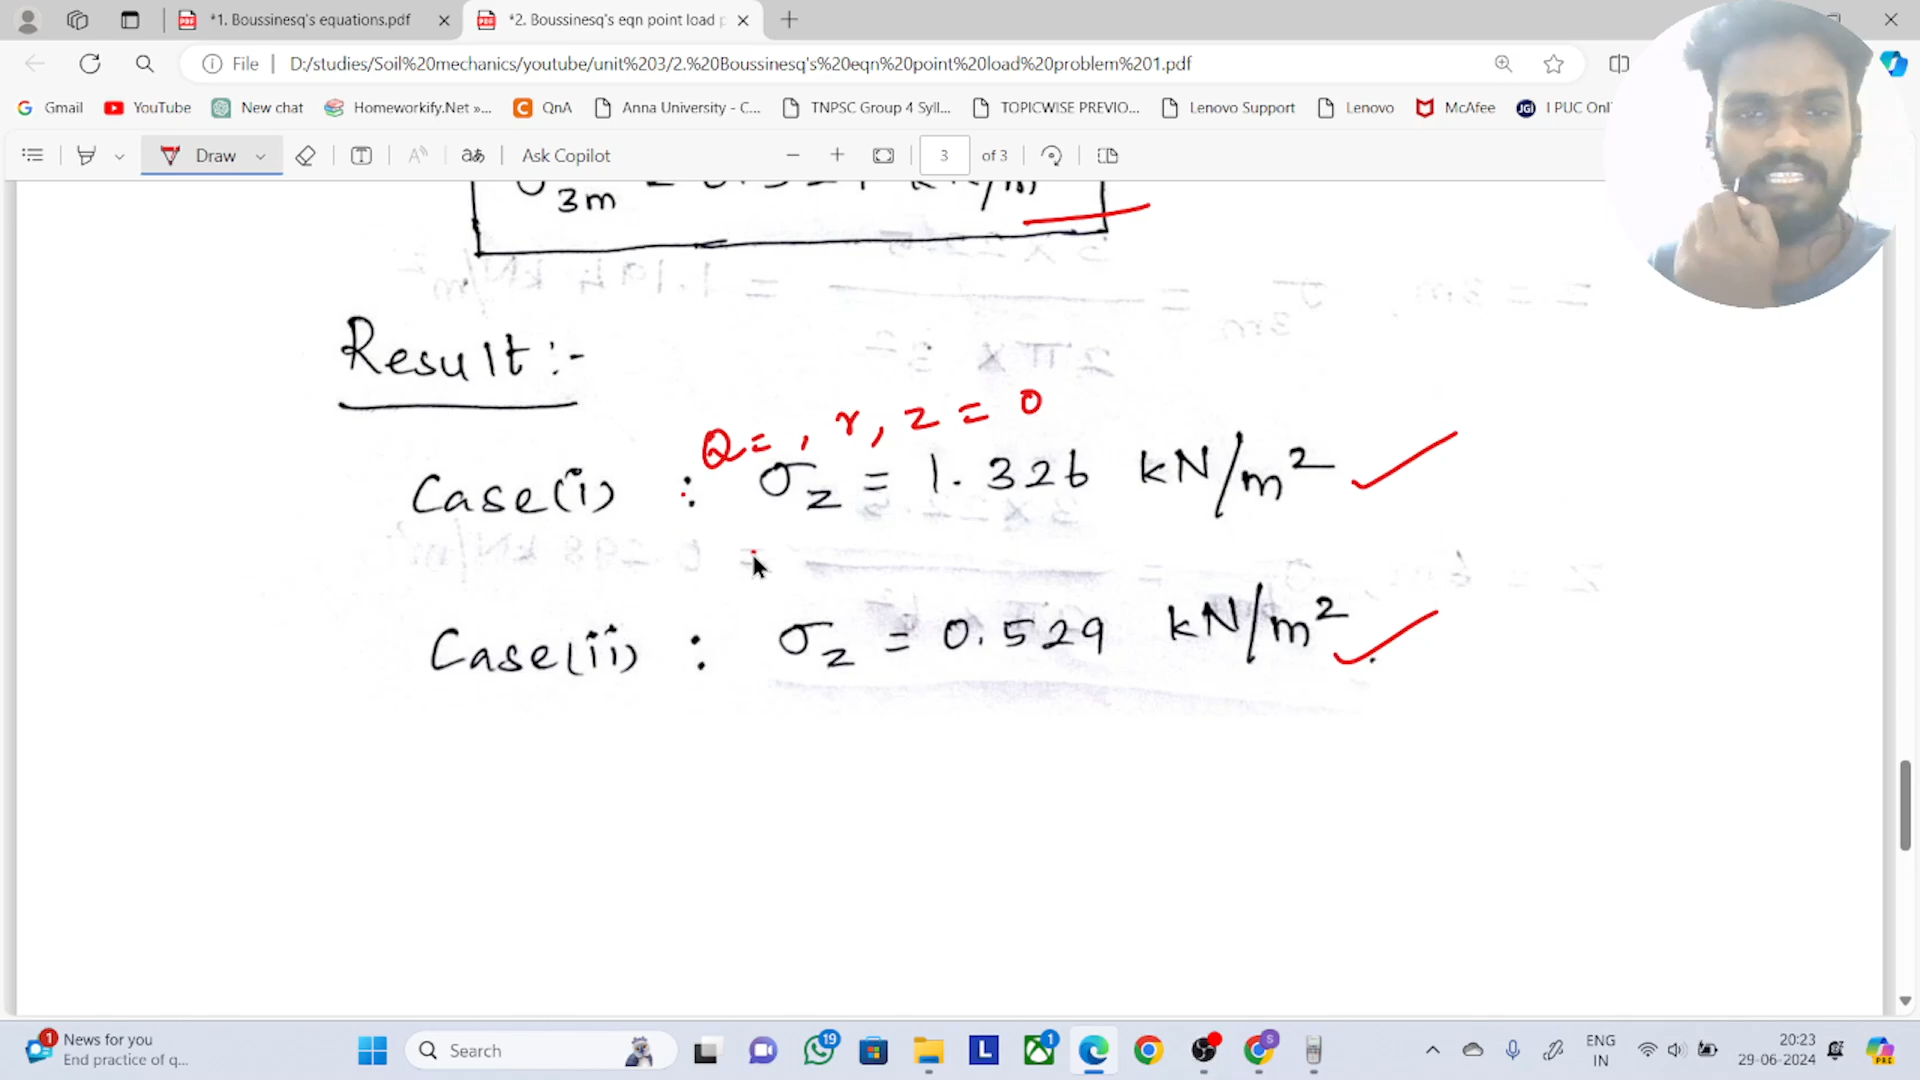 *1. Boussinesq's equations.pdf
*2. Boussinesq's eqn point load p
File
D:/studies/Soil%20mechanics/youtube/unit%203/2.%20Boussinesq's%20eqn%20point%20load%20problem%201.pdf
Gmail
YouTube
New chat
Homeworkify.Net »...
QnA
Anna University - C...
TNPSC Group 4 Syll...
TOPICWISE PREVIO...
Lenovo Support
Lenovo
McAfee
I PUC Onl
Draw
Ask Copilot
3 of 3
3m
Result :-
Q = , r, z = 0
Case(i) : σz = 1.326 kN/m²
Case(ii) : σz = 0.529 kN/m².
News for you
End practice of q...
Search
19
1
ENG
IN
20:23
29-06-2024